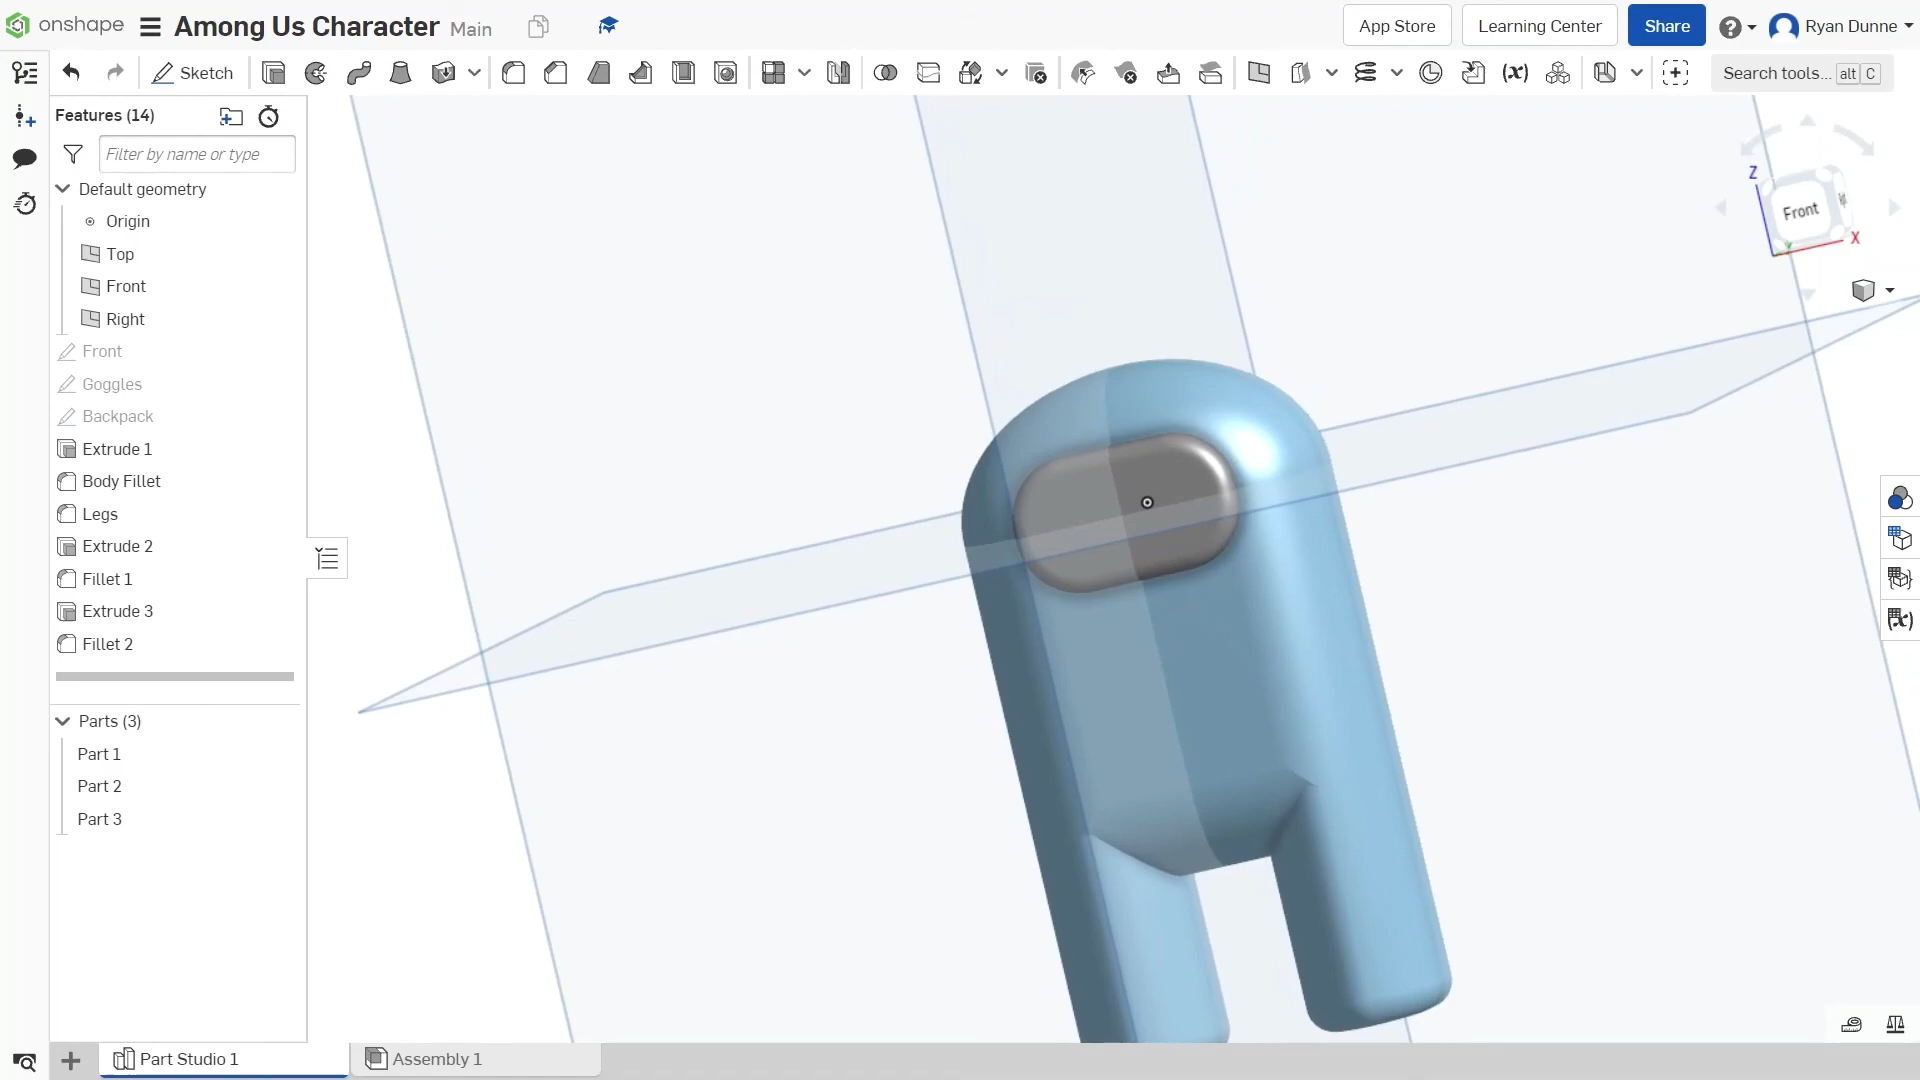 onshape Among Us Character Main App Store Learning Center Share Ryan Dunne
Sketch Search tools... alt C
Features (14)
Filter by name or type
Default geometry
Origin
Top
Front
Right
Front
Goggles
Backpack
Extrude 1
Body Fillet
Legs
Extrude 2
Fillet 1
Extrude 3
Fillet 2
Parts (3)
Part 1
Part 2
Part 3
Z
Front
X
Part Studio 1 Assembly 1